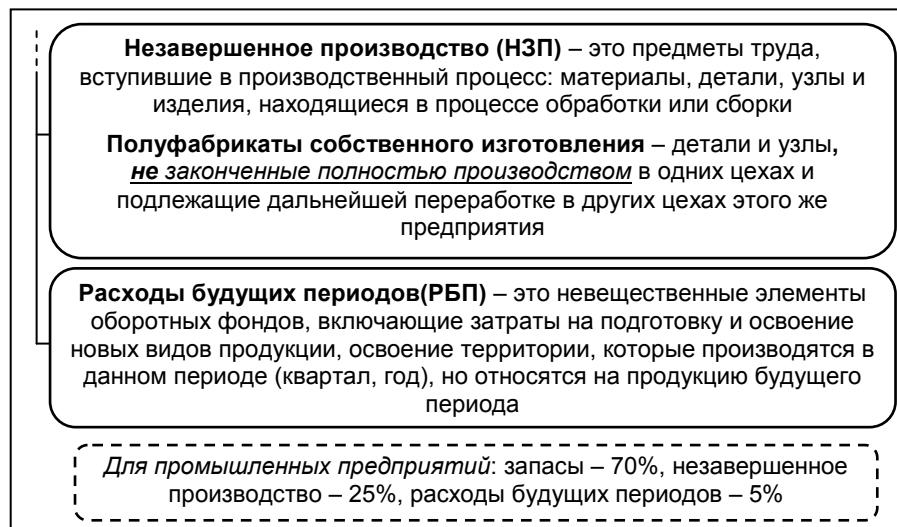 Незавершенное производство (НЗП) – это предметы труда,
вступившие в производственный процесс: материалы, детали, узлы и
изделия, находящиеся в процессе обработки или сборки
Полуфабрикаты собственного изготовления – детали и узлы,
не законченные полностью производством в одних цехах и
подлежащие дальнейшей переработке в других цехах этого же
предприятия
Расходы будущих периодов(РБП) – это невещественные элементы
оборотных фондов, включающие затраты на подготовку и освоение
новых видов продукции, освоение территории, которые производятся в
данном периоде (квартал, год), но относятся на продукцию будущего
периода
Для промышленных предприятий: запасы – 70%, незавершенное
производство – 25%, расходы будущих периодов – 5%